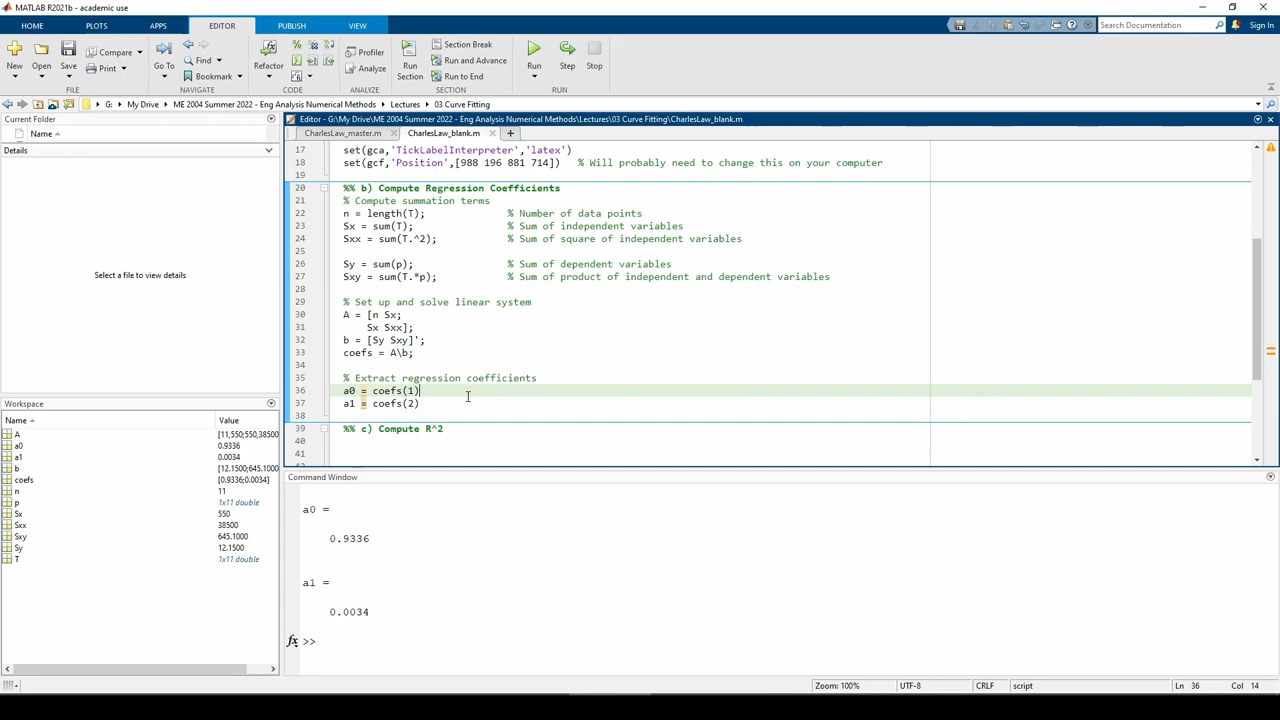 MATLAB R2021b - academic use
HOME PLOTS APPS EDITOR PUBLISH VIEW
Search Documentation Sign In
New Open Save Compare Print Go To Find Bookmark Refactor Profiler Analyze Run Section Section Break Run and Advance Run to End Run Step Stop
FILE NAVIGATE CODE ANALYZE SECTION RUN
G: My Drive ME 2004 Summer 2022 - Eng Analysis Numerical Methods Lectures 03 Curve Fitting
Current Folder
Name
Details
Select a file to view details
Workspace
Name Value
A [11,550;550,38500
a0 0.9336
a1 0.0034
b [12.1500;645.1000
coefs [0.9336;0.0034]
n 11
p 1x11 double
Sx 550
Sxx 38500
Sxy 645.1000
Sy 12.1500
T 1x11 double
Editor - G:\My Drive\ME 2004 Summer 2022 - Eng Analysis Numerical Methods\Lectures\03 Curve Fitting\CharlesLaw_blank.m
CharlesLaw_master.m CharlesLaw_blank.m
17 set(gca,'TickLabelInterpreter','latex')
18 set(gcf,'Position',[988 196 881 714]) % Will probably need to change this on your computer
19
20 %% b) Compute Regression Coefficients
21 % Compute summation terms
22 n = length(T); % Number of data points
23 Sx = sum(T); % Sum of independent variables
24 Sxx = sum(T.^2); % Sum of square of independent variables
25
26 Sy = sum(p); % Sum of dependent variables
27 Sxy = sum(T.*p); % Sum of product of independent and dependent variables
28
29 % Set up and solve linear system
30 A = [n Sx;
31 Sx Sxx];
32 b = [Sy Sxy]';
33 coefs = A\b;
34
35 % Extract regression coefficients
36 a0 = coefs(1)
37 a1 = coefs(2)
38
39 %% c) Compute R^2
40
41
Command Window
a0 =
0.9336
a1 =
0.0034
fx >>
Zoom: 100% UTF-8 CRLF script Ln 36 Col 14